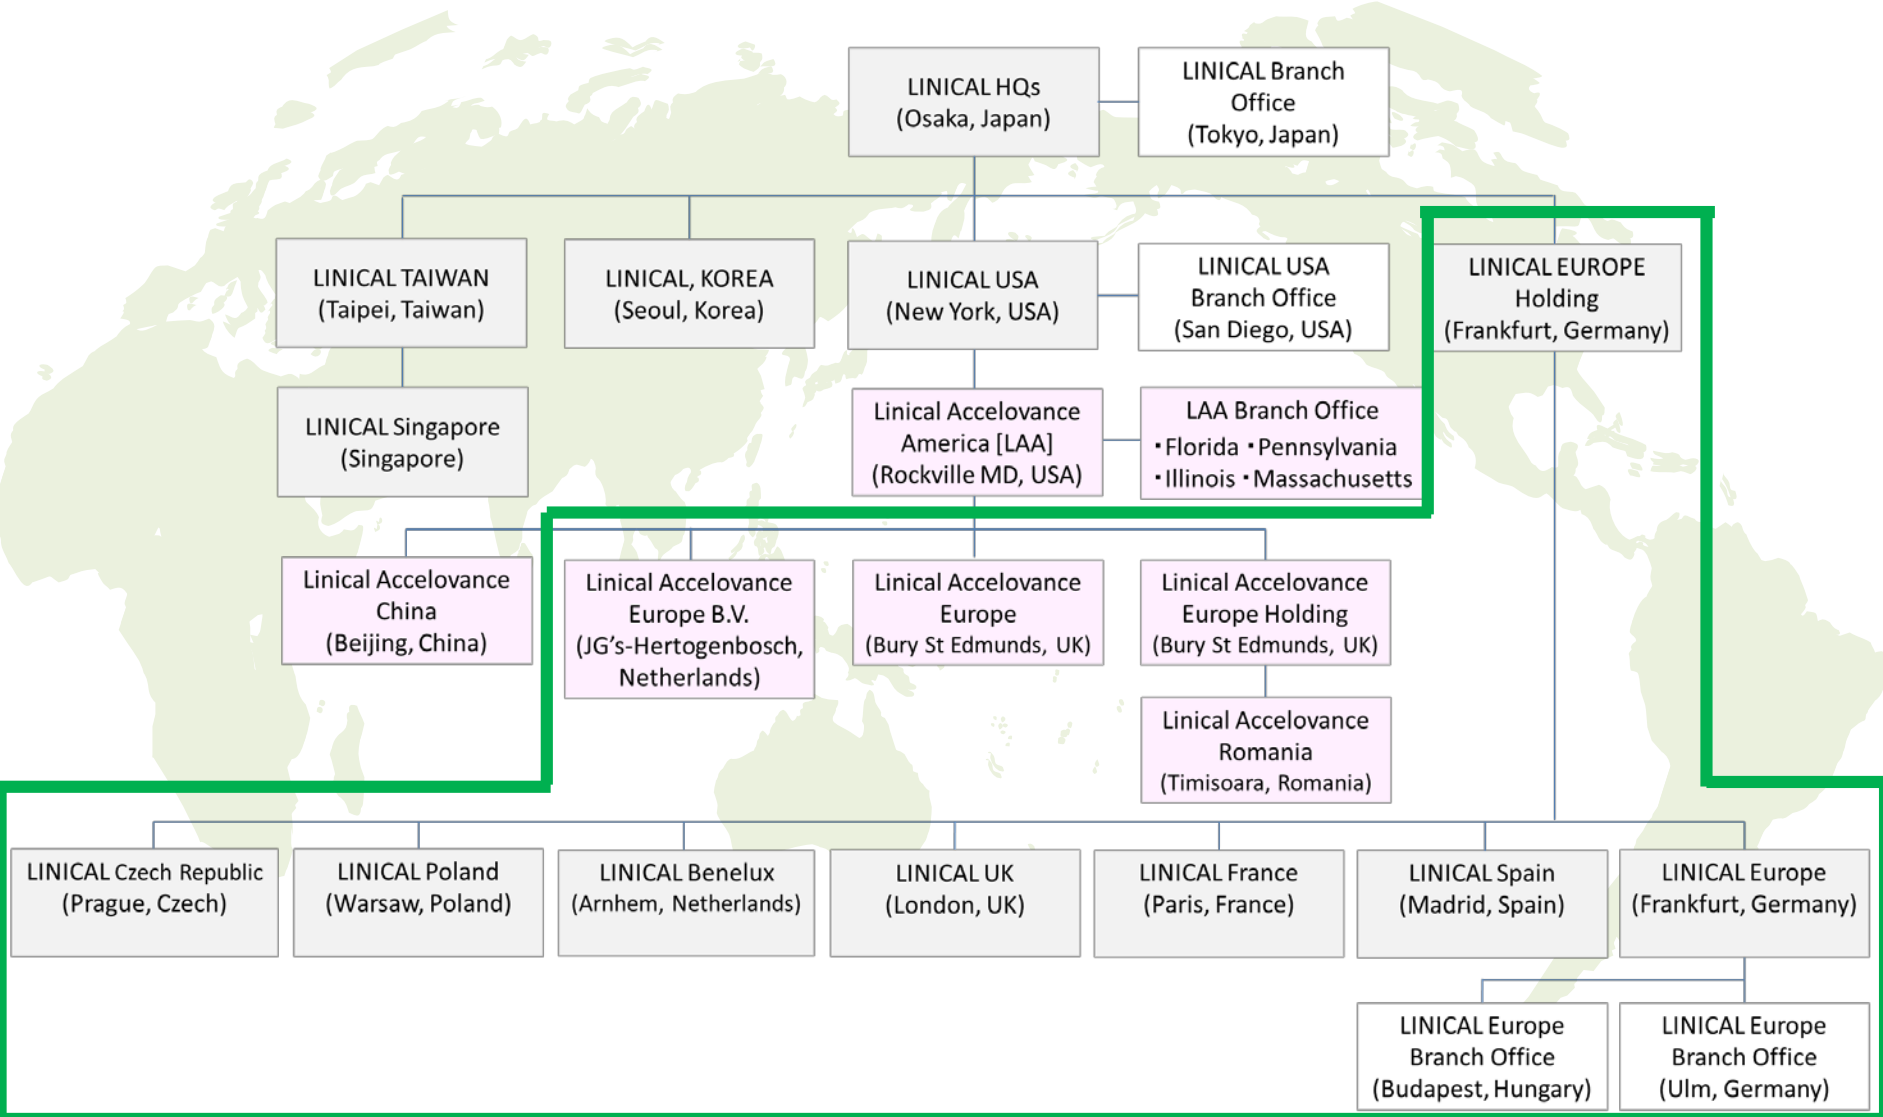 LINICAL HQs
(Osaka, Japan)
LINICAL Branch
Office
(Tokyo, Japan)
LINICAL TAIWAN
(Taipei, Taiwan)
LINICAL, KOREA
(Seoul, Korea)
LINICAL USA
(New York, USA)
LINICAL USA
Branch Office
(San Diego, USA)
LINICAL EUROPE
Holding
(Frankfurt, Germany)
LINICAL Singapore
(Singapore)
Linical Accelovance
America [LAA]
(Rockville MD, USA)
LAA Branch Office
・Florida ・Pennsylvania
・Illinois ・Massachusetts
Linical Accelovance
China
(Beijing, China)
Linical Accelovance
Europe B.V.
(JG’s-Hertogenbosch,
Netherlands)
Linical Accelovance
Europe
(Bury St Edmunds, UK)
Linical Accelovance
Europe Holding
(Bury St Edmunds, UK)
Linical Accelovance
Romania
(Timisoara, Romania)
LINICAL Czech Republic
(Prague, Czech)
LINICAL Poland
(Warsaw, Poland)
LINICAL Benelux
(Arnhem, Netherlands)
LINICAL UK
(London, UK)
LINICAL France
(Paris, France)
LINICAL Spain
(Madrid, Spain)
LINICAL Europe
(Frankfurt, Germany)
LINICAL Europe
Branch Office
(Budapest, Hungary)
LINICAL Europe
Branch Office
(Ulm, Germany)